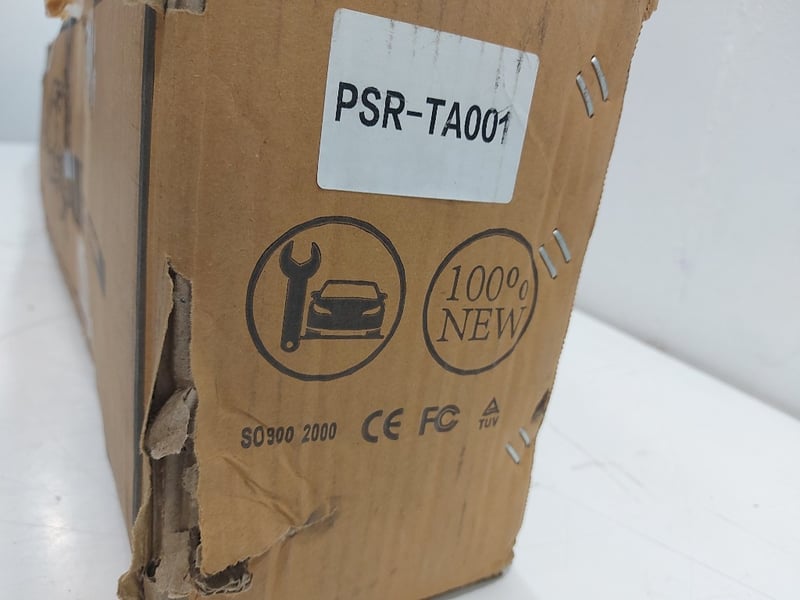 PSR-TA001
100%
NEW
SO900 2000 CE FC TUV